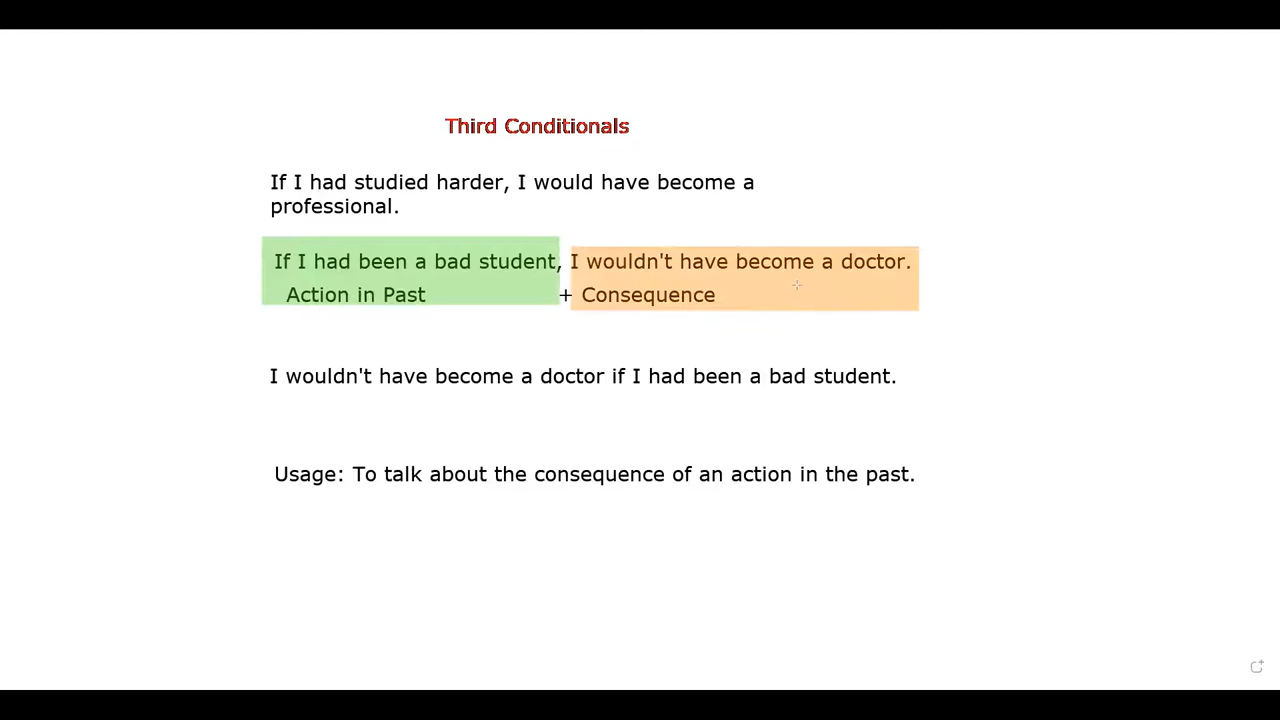 Third Conditionals
If I had studied harder, I would have become a
professional.
If I had been a bad student, I wouldn't have become a doctor.
Action in Past + Consequence
I wouldn't have become a doctor if I had been a bad student.
Usage: To talk about the consequence of an action in the past.